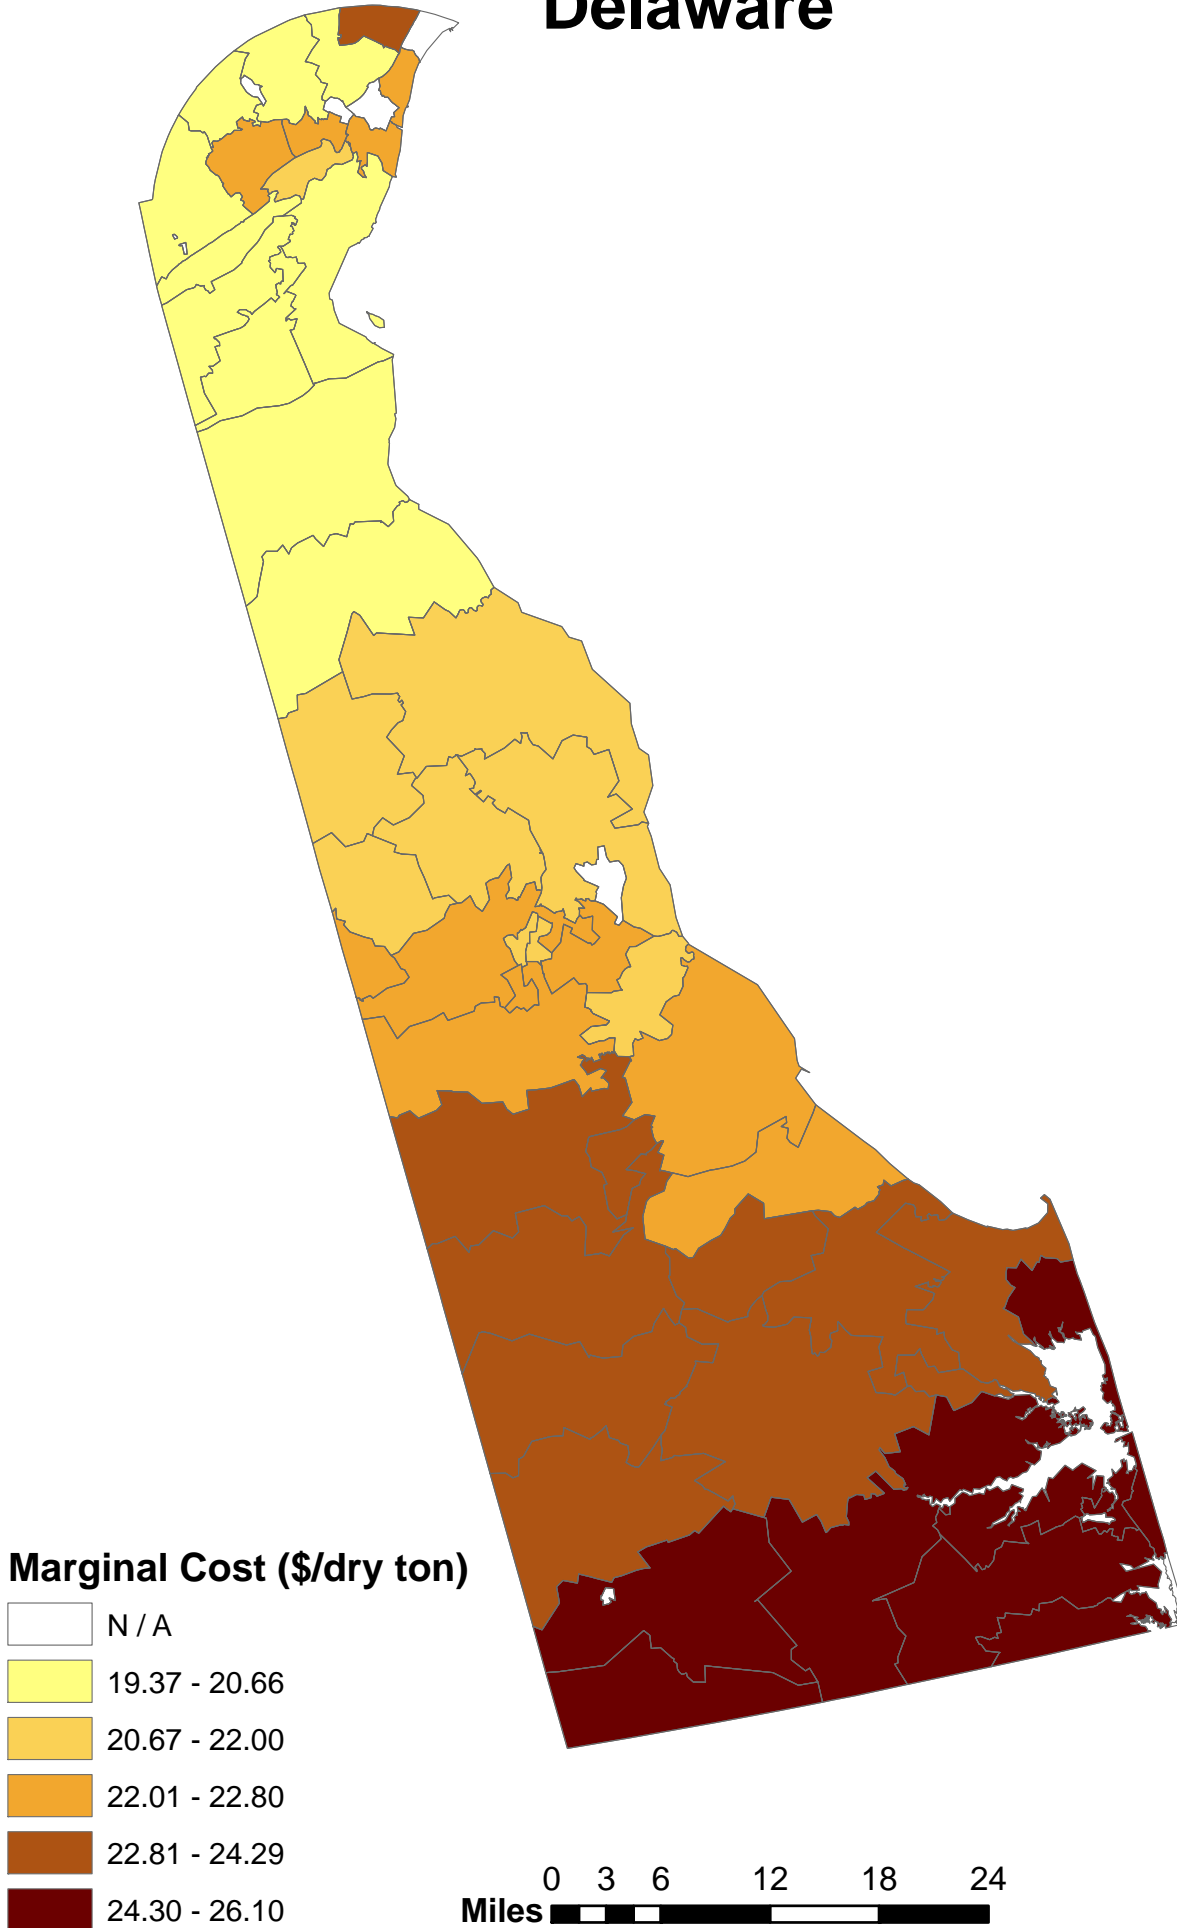 Delaware
Marginal Cost ($/dry ton)
N / A
19.37 - 20.66
20.67 - 22.00
22.01 - 22.80
22.81 - 24.29
24.30 - 26.10
0 3 6 12 18 24
Miles